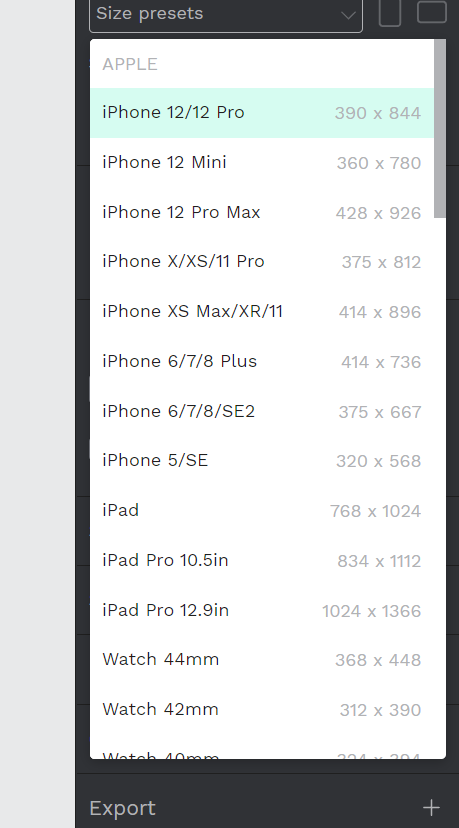 Size presets
APPLE
iPhone 12/12 Pro 390 x 844
iPhone 12 Mini 360 x 780
iPhone 12 Pro Max 428 x 926
iPhone X/XS/11 Pro 375 x 812
iPhone XS Max/XR/11 414 x 896
iPhone 6/7/8 Plus 414 x 736
iPhone 6/7/8/SE2 375 x 667
iPhone 5/SE 320 x 568
iPad 768 x 1024
iPad Pro 10.5in 834 x 1112
iPad Pro 12.9in 1024 x 1366
Watch 44mm 368 x 448
Watch 42mm 312 x 390
Watch 40mm 324 x 394
Export